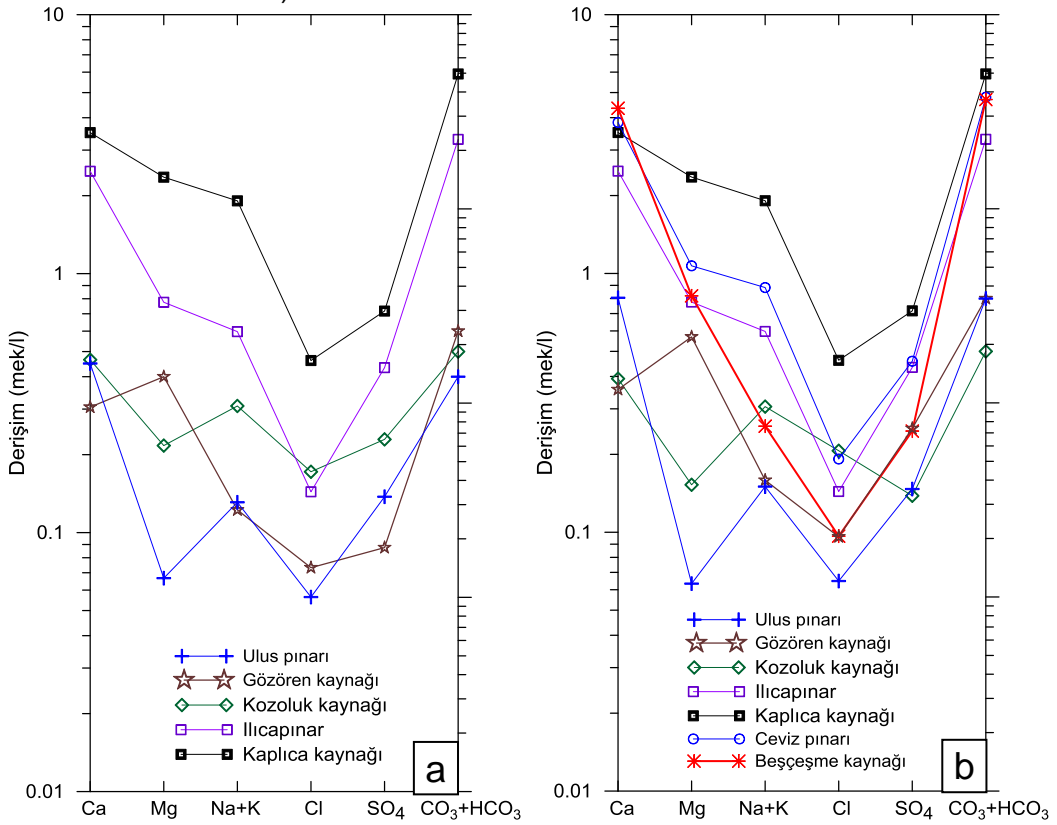 10
1
0.1
0.01
Derişim (mek/l)
Ca Mg Na+K Cl SO₄ CO₃+HCO₃
Ulus pınarı
Gözören kaynağı
Kozoluk kaynağı
Ilıcapınar
Kaplıca kaynağı
a
10
1
0.1
0.01
Derişim (mek/l)
Ca Mg Na+K Cl SO₄ CO₃+HCO₃
Ulus pınarı
Gözören kaynağı
Kozoluk kaynağı
Ilıcapınar
Kaplıca kaynağı
Ceviz pınarı
Beşçeşme kaynağı
b